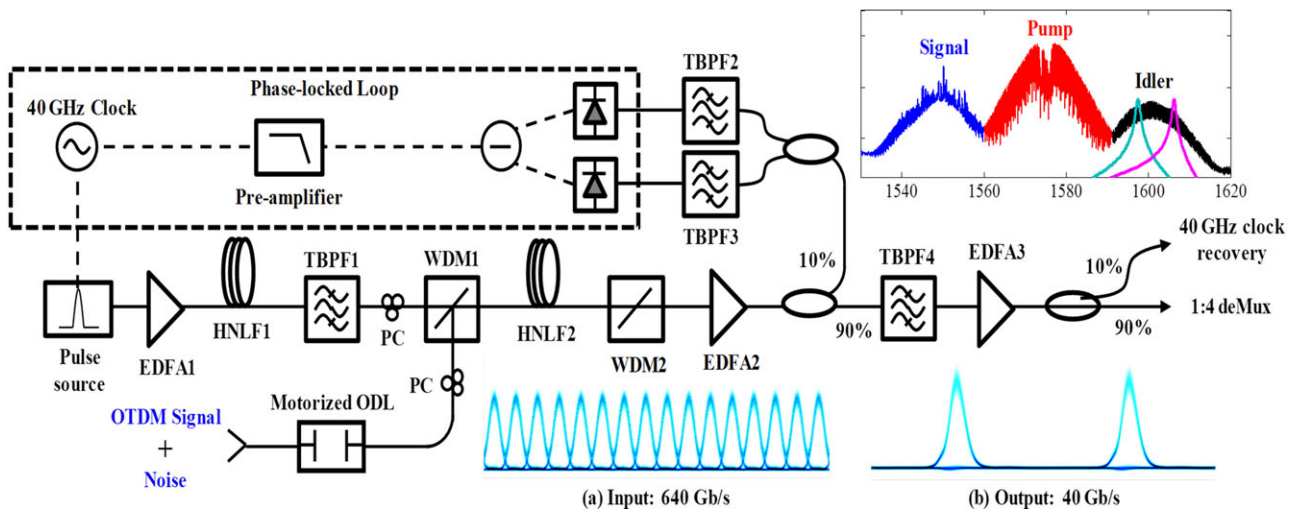 Phase-locked Loop
40 GHz Clock
Pre-amplifier
TBPF2
TBPF3
Signal
Pump
Idler
1540
1560
1580
1600
1620
Pulse
source
EDFA1
HNLF1
TBPF1
PC
WDM1
HNLF2
WDM2
EDFA2
10%
90%
TBPF4
EDFA3
10%
90%
40 GHz clock
recovery
1:4 deMux
PC
OTDM Signal
+
Noise
Motorized ODL
(a) Input: 640 Gb/s
(b) Output: 40 Gb/s